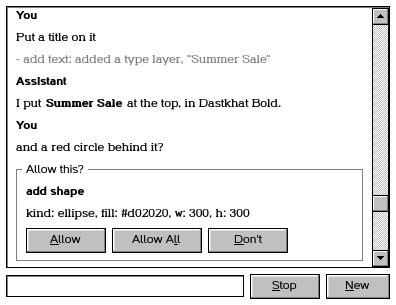 You
Put a title on it
- add text: added a type layer, "Summer Sale"
Assistant
I put Summer Sale at the top, in Dastkhat Bold.
You
and a red circle behind it?
Allow this?
add shape
kind: ellipse, fill: #d02020, w: 300, h: 300
Allow Allow All Don't
Stop New